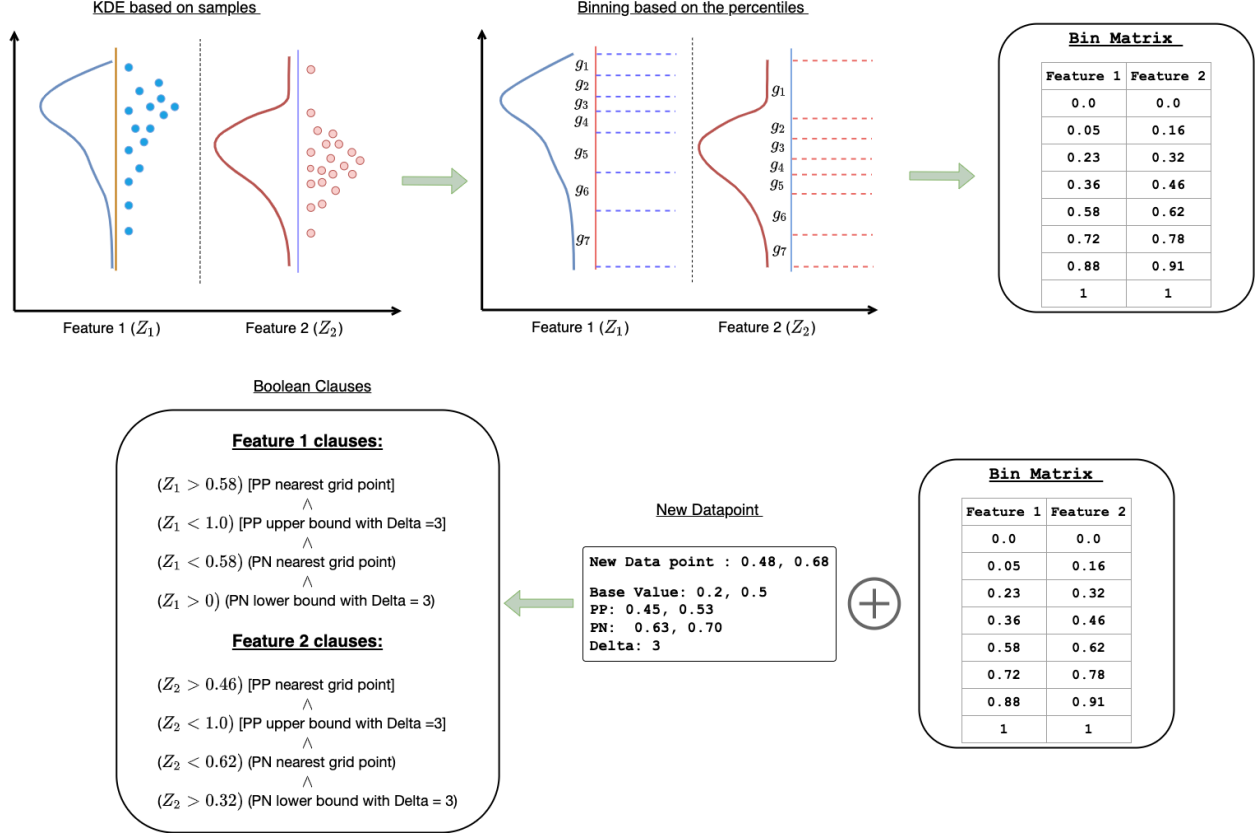 KDE based on samples
Binning based on the percentiles
Bin Matrix
Feature 1 Feature 2
0.0 0.0
0.05 0.16
0.23 0.32
0.36 0.46
0.58 0.62
0.72 0.78
0.88 0.91
1 1
g₁
g₂
g₃
g₄
g₅
g₆
g₇
g₁
g₂
g₃
g₄
g₅
g₆
g₇
Feature 1 (Z₁)
Feature 2 (Z₂)
Feature 1 (Z₁)
Feature 2 (Z₂)
Boolean Clauses
Feature 1 clauses:
(Z₁ > 0.58) [PP nearest grid point]
∧
(Z₁ < 1.0) [PP upper bound with Delta =3]
∧
(Z₁ < 0.58) (PN nearest grid point)
∧
(Z₁ > 0) (PN lower bound with Delta = 3)
Feature 2 clauses:
(Z₂ > 0.46) [PP nearest grid point]
∧
(Z₂ < 1.0) [PP upper bound with Delta =3]
∧
(Z₂ < 0.62) (PN nearest grid point)
∧
(Z₂ > 0.32) (PN lower bound with Delta = 3)
New Datapoint
New Data point : 0.48, 0.68
Base Value: 0.2, 0.5
PP: 0.45, 0.53
PN: 0.63, 0.70
Delta: 3
Bin Matrix
Feature 1 Feature 2
0.0 0.0
0.05 0.16
0.23 0.32
0.36 0.46
0.58 0.62
0.72 0.78
0.88 0.91
1 1